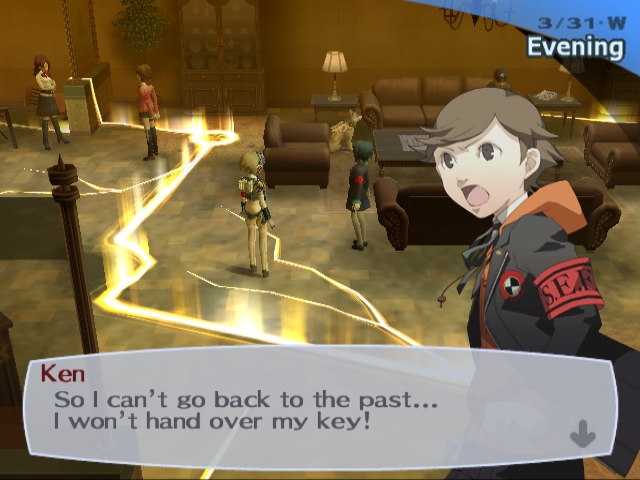 3/31·W
Evening
S.E.E.S
Ken
So I can't go back to the past...
I won't hand over my key!